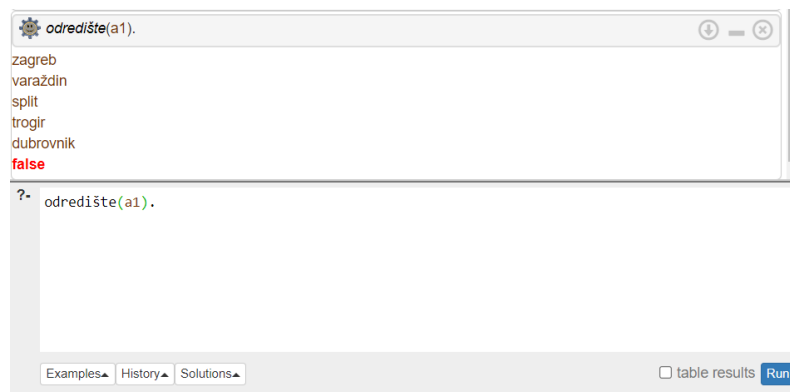 odredište(a1).
zagreb
varaždin
split
trogir
dubrovnik
false
?- odredište(a1).
Examples History Solutions table results Run